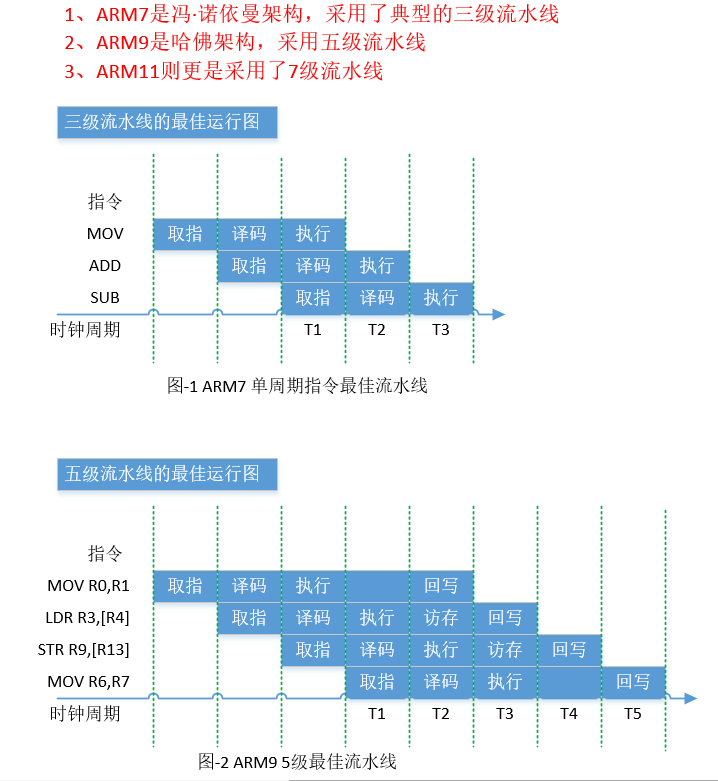 1、ARM7是冯·诺依曼架构，采用了典型的三级流水线
2、ARM9是哈佛架构，采用五级流水线
3、ARM11则更是采用了7级流水线
三级流水线的最佳运行图
指令
MOV 取指 译码 执行
ADD 取指 译码 执行
SUB 取指 译码 执行
时钟周期 T1 T2 T3
图-1 ARM7 单周期指令最佳流水线
五级流水线的最佳运行图
指令
MOV R0,R1 取指 译码 执行 回写
LDR R3,[R4] 取指 译码 执行 访存 回写
STR R9,[R13] 取指 译码 执行 访存 回写
MOV R6,R7 取指 译码 执行 回写
时钟周期 T1 T2 T3 T4 T5
图-2 ARM9 5级最佳流水线